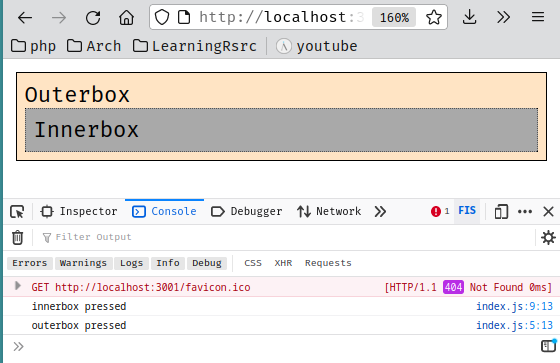 http://localhost:3 160%
php Arch LearningRsrc youtube
Outerbox
Innerbox
Inspector Console Debugger Network 1 FIS
Filter Output
Errors Warnings Logs Info Debug CSS XHR Requests
GET http://localhost:3001/favicon.ico [HTTP/1.1 404 Not Found 0ms]
innerbox pressed index.js:9:13
outerbox pressed index.js:5:13